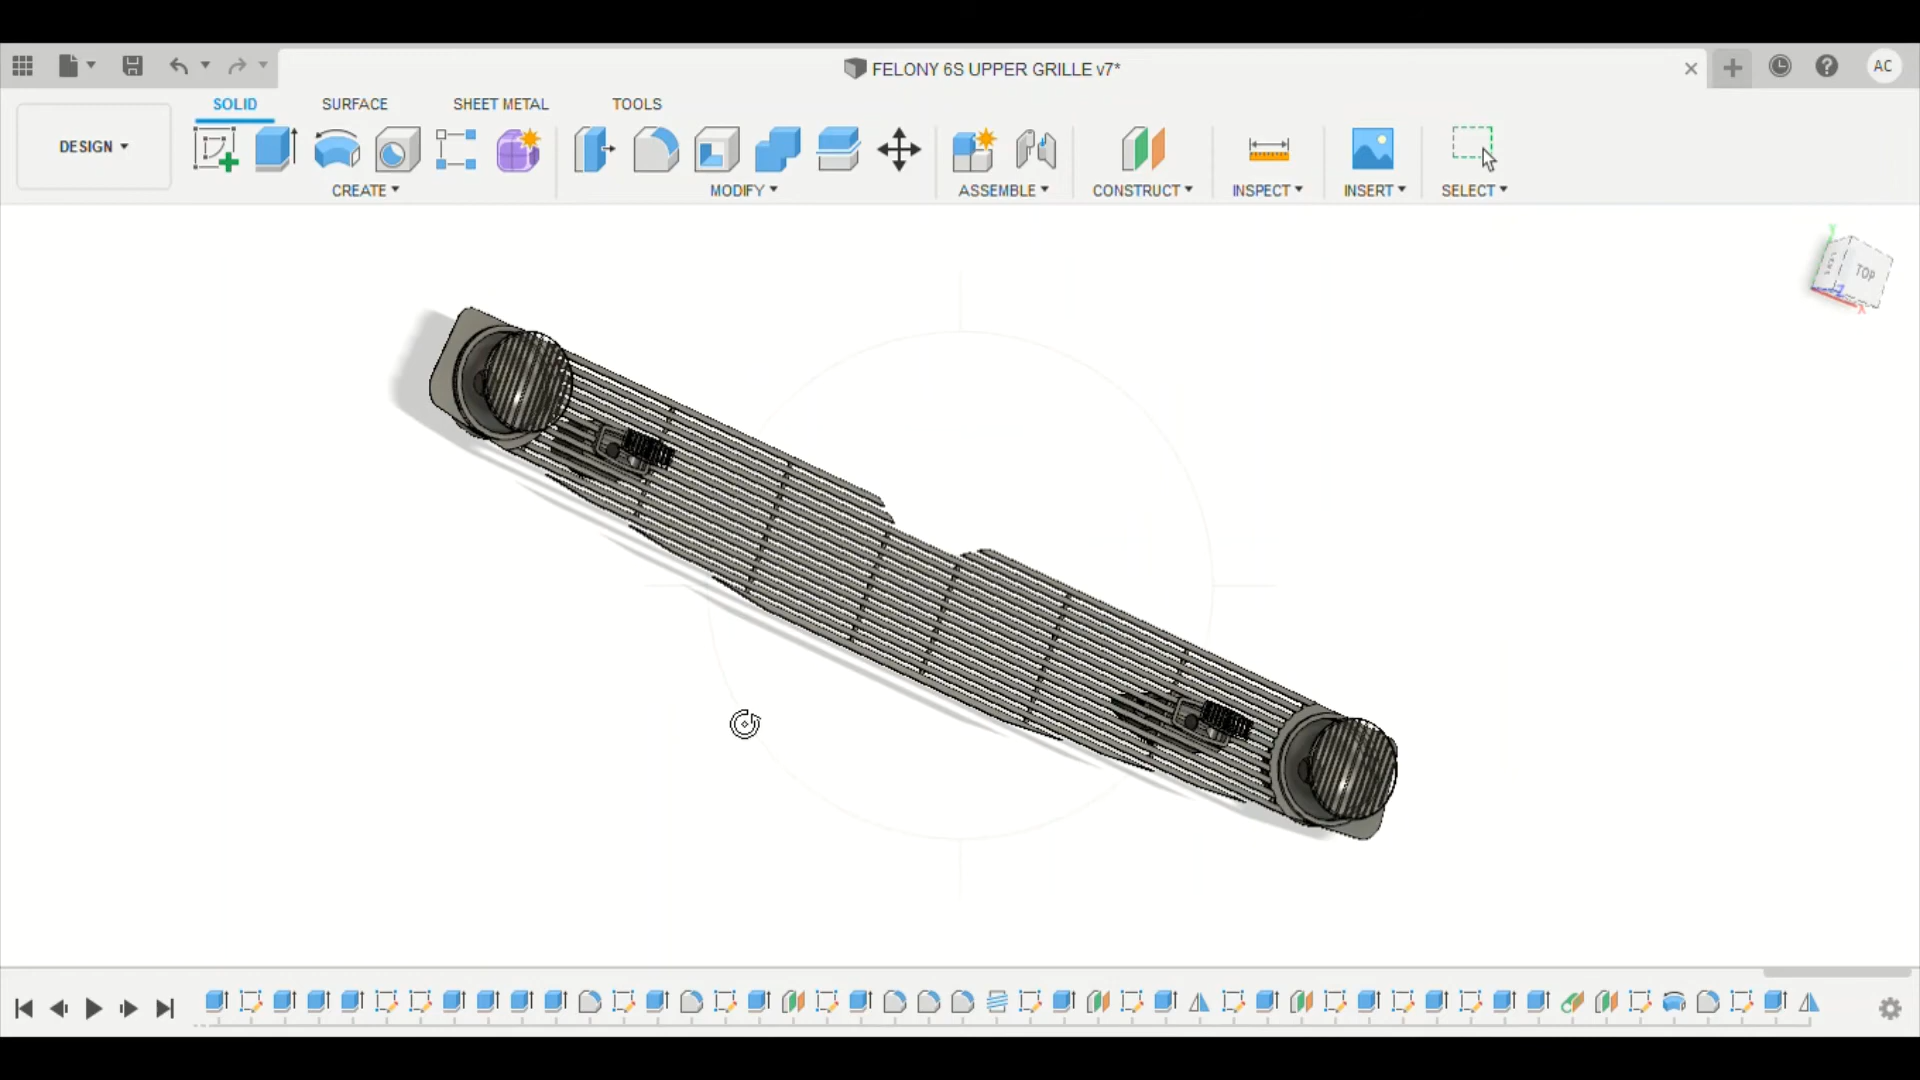 FELONY 6S UPPER GRILLE v7*
AC
DESIGN
SOLID
SURFACE
SHEET METAL
TOOLS
CREATE
MODIFY
ASSEMBLE
CONSTRUCT
INSPECT
INSERT
SELECT
Y
TOP
Z
X